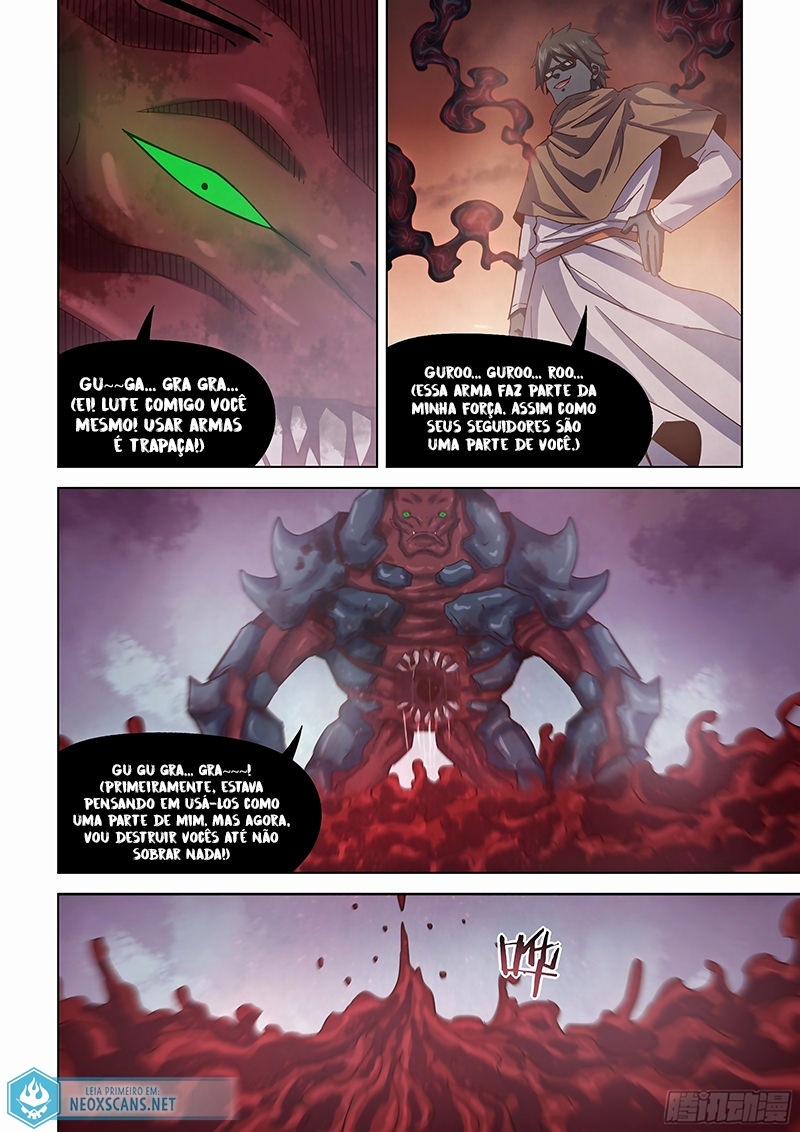 GU~~GA... GRA GRA...
(EI! LUTE COMIGO VOCÊ
MESMO! USAR ARMAS
É TRAPAÇA!)
GUROO... GUROO... ROO...
(ESSA ARMA FAZ PARTE DA
MINHA FORÇA. ASSIM COMO
SEUS SEGUIDORES SÃO
UMA PARTE DE VOCÊ.)
GU GU GRA... GRA~~~!
(PRIMEIRAMENTE, ESTAVA
PENSANDO EM USÁ-LOS COMO
UMA PARTE DE MIM. MAS AGORA,
VOU DESTRUIR VOCÊS ATÉ NÃO
SOBRAR NADA!)
LEIA PRIMEIRO EM:
NEOXSCANS.NET
腾讯动漫